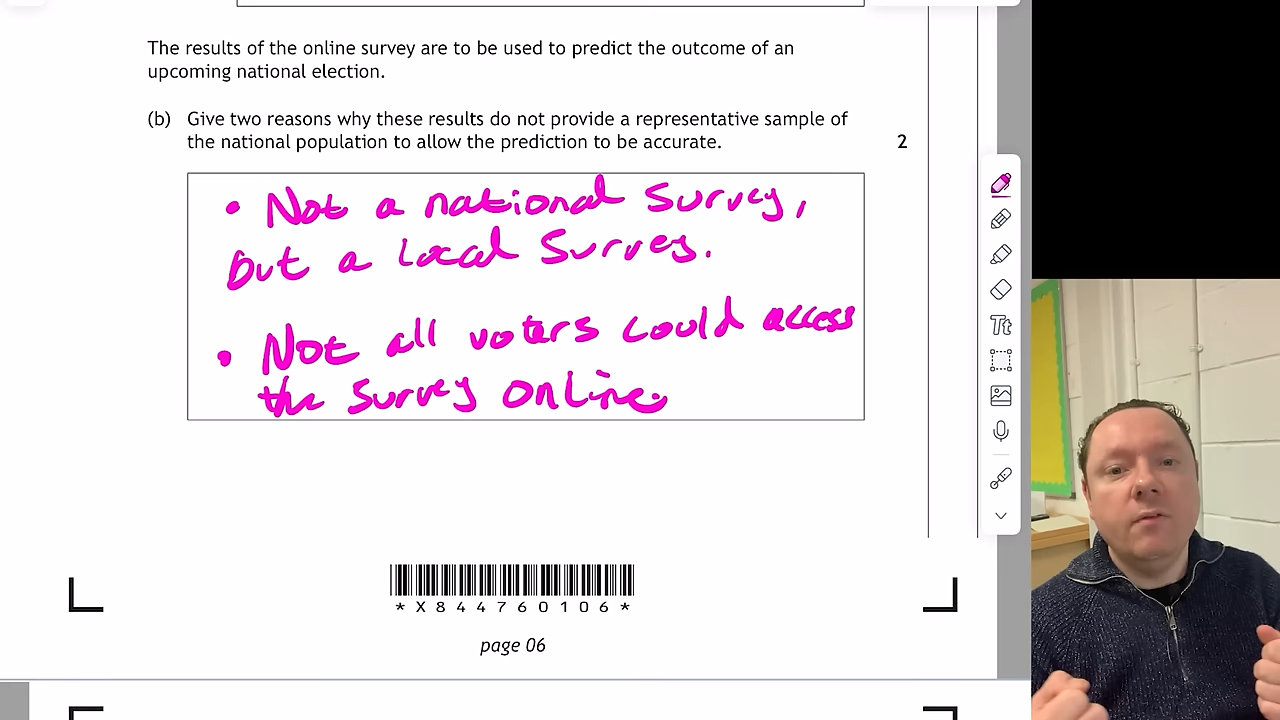 The results of the online survey are to be used to predict the outcome of an
upcoming national election.
(b) Give two reasons why these results do not provide a representative sample of
the national population to allow the prediction to be accurate. 2
• Not a national survey,
but a local survey.
• Not all voters could access
the survey online.
Tt
*X844760106*
page 06